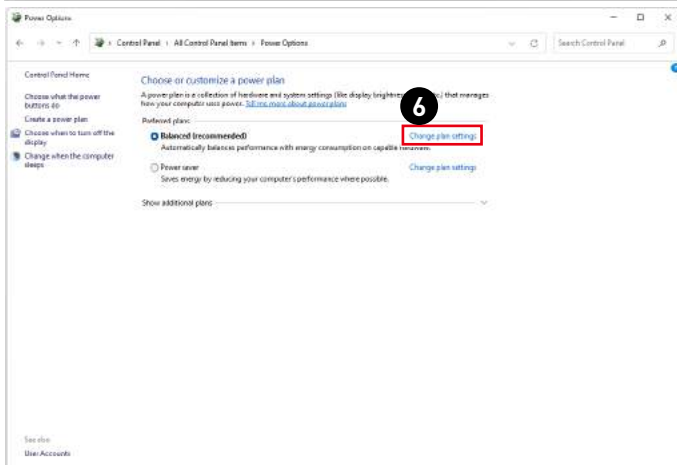 Power Options
Control Panel > All Control Panel Items > Power Options
Search Control Panel
Control Panel Home
Choose what the power
buttons do
Create a power plan
Choose when to turn off the
display
Change when the computer
sleeps
Choose or customize a power plan
A power plan is a collection of hardware and system settings (like display brightness, that manages
how your computer uses power. Tell me more about power plans
6
Preferred plans
Balanced (recommended)
Change plan settings
Automatically balances performance with energy consumption on capable hardware.
Power saver
Change plan settings
Saves energy by reducing your computer's performance where possible.
Show additional plans
See also
User Accounts